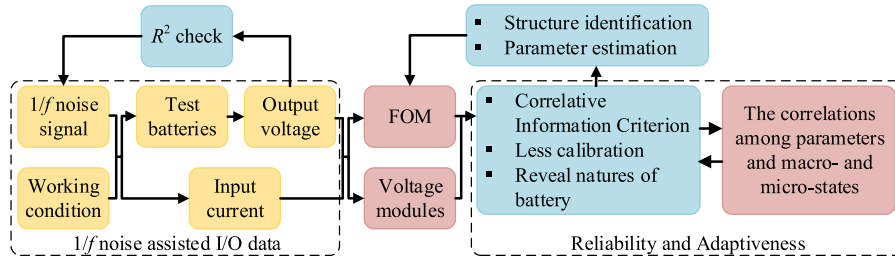 R² check
1/f noise
signal
Test
batteries
Output
voltage
Working
condition
Input
current
1/f noise assisted I/O data
FOM
Voltage
modules
▪ Structure identification
▪ Parameter estimation
▪ Correlative
Information Criterion
▪ Less calibration
▪ Reveal natures of
battery
The correlations
among parameters
and macro- and
micro-states
Reliability and Adaptiveness